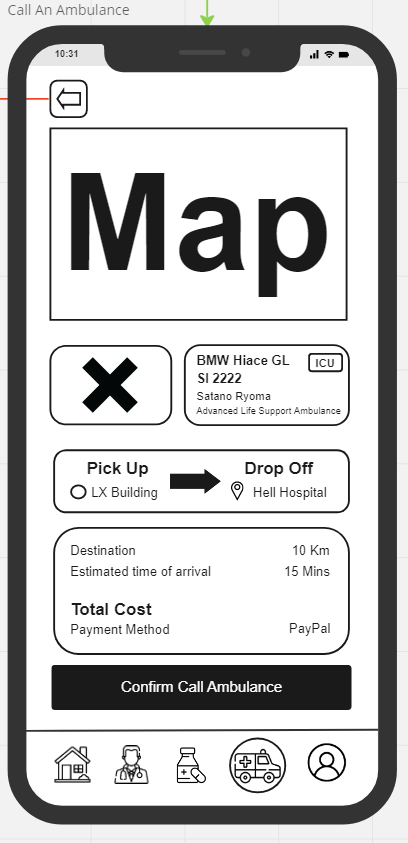 Call An Ambulance
10:31
Map
BMW Hiace GL
ICU
SI 2222
Satano Ryoma
Advanced Life Support Ambulance
Pick Up
Drop Off
LX Building
Hell Hospital
Destination 10 Km
Estimated time of arrival 15 Mins
Total Cost
Payment Method PayPal
Confirm Call Ambulance